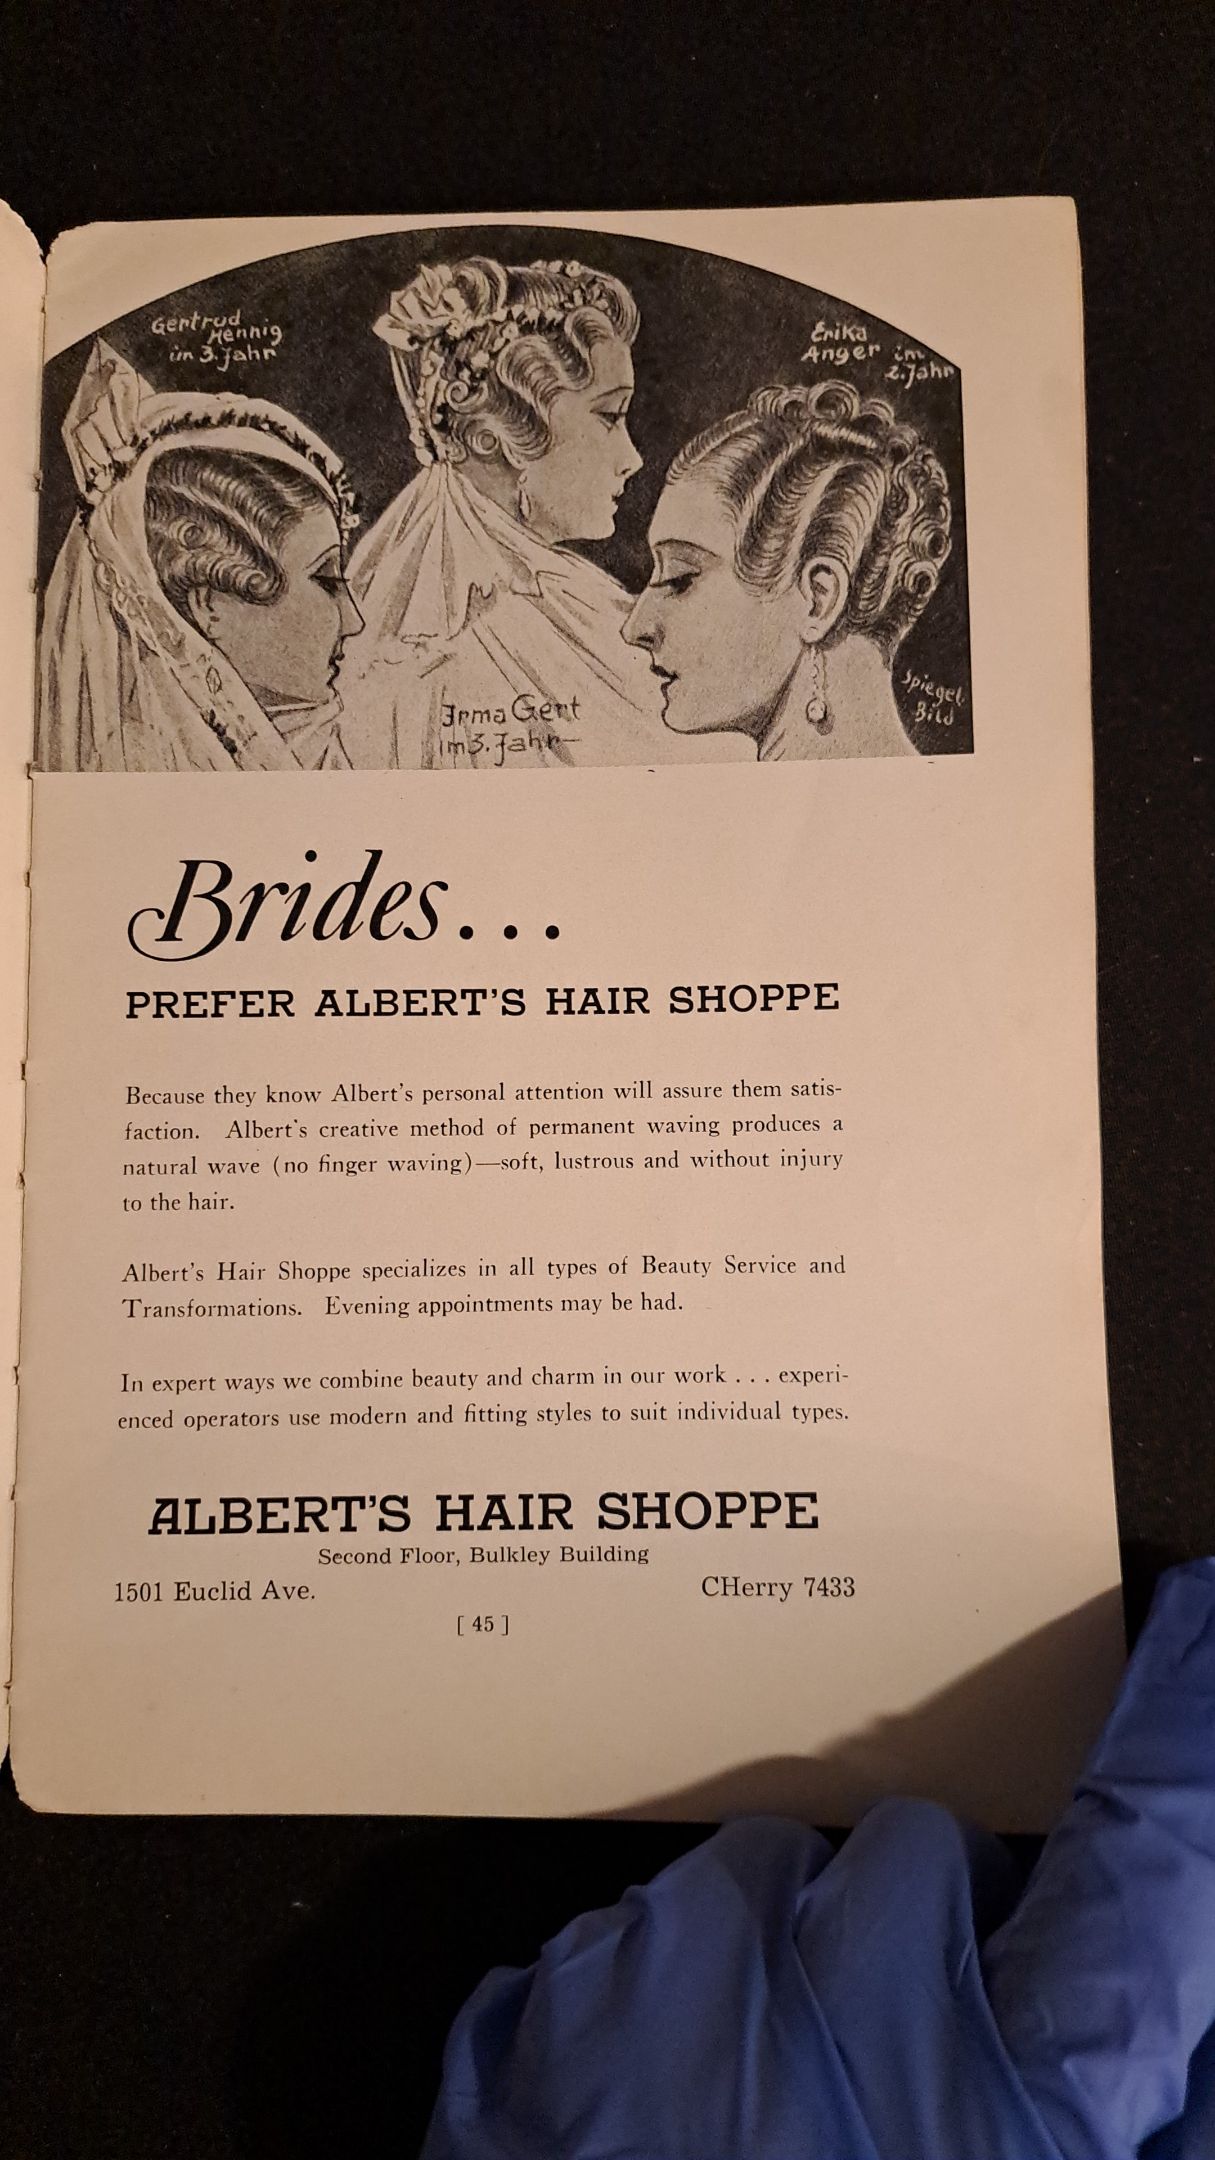 Gertrud
Hennig
im 3. Jahr
Erika
Anger im
2. Jahr
Spiegel
Bild
Irma Gert
im 3. Jahr
Brides...
PREFER ALBERT'S HAIR SHOPPE
Because they know Albert's personal attention will assure them satis-
faction. Albert's creative method of permanent waving produces a
natural wave (no finger waving)—soft, lustrous and without injury
to the hair.
Albert's Hair Shoppe specializes in all types of Beauty Service and
Transformations. Evening appointments may be had.
In expert ways we combine beauty and charm in our work . . . experi-
enced operators use modern and fitting styles to suit individual types.
ALBERT'S HAIR SHOPPE
Second Floor, Bulkley Building
1501 Euclid Ave. CHerry 7433
[ 45 ]